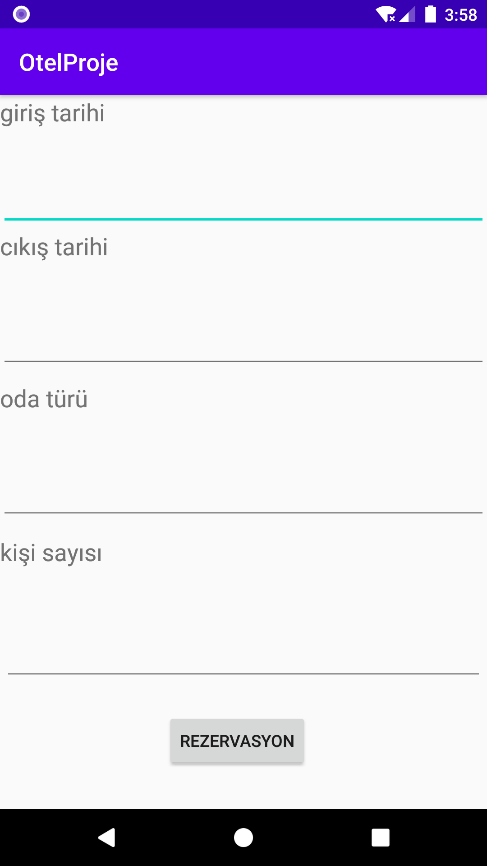 3:58
OtelProje
giriş tarihi
cıkış tarihi
oda türü
kişi sayısı
REZERVASYON